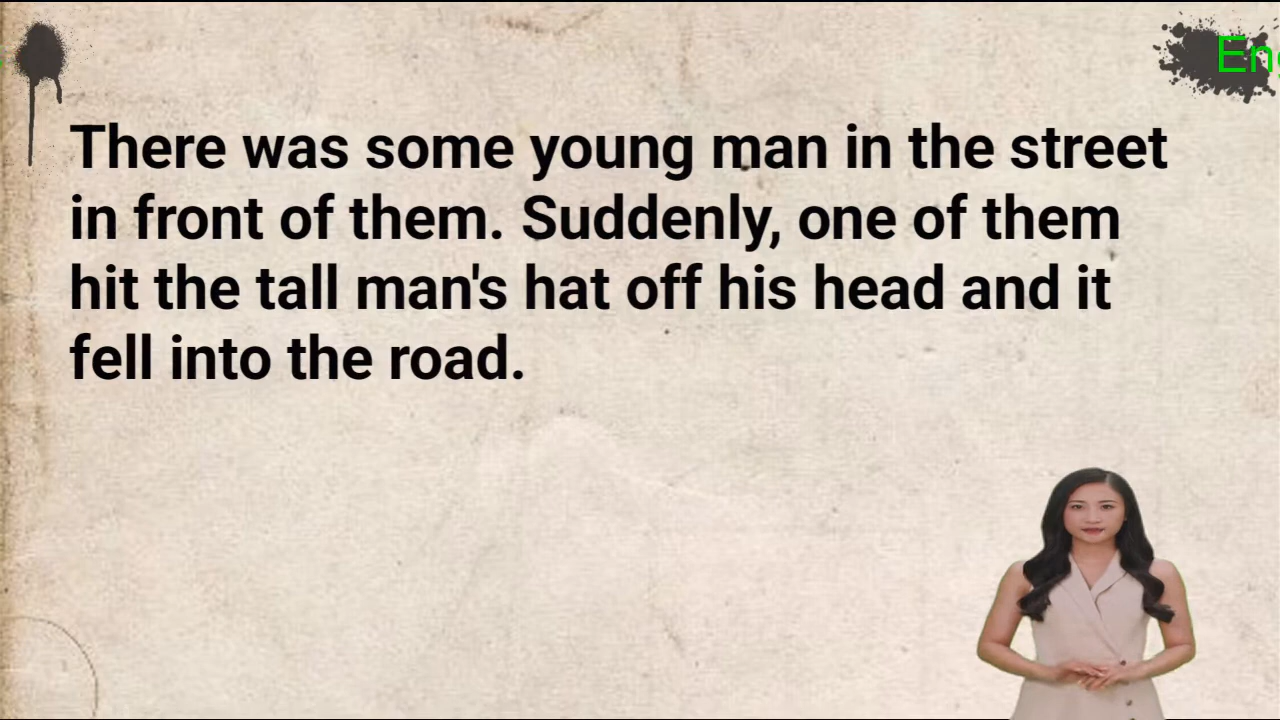 There was some young man in the street
in front of them. Suddenly, one of them
hit the tall man's hat off his head and it
fell into the road.